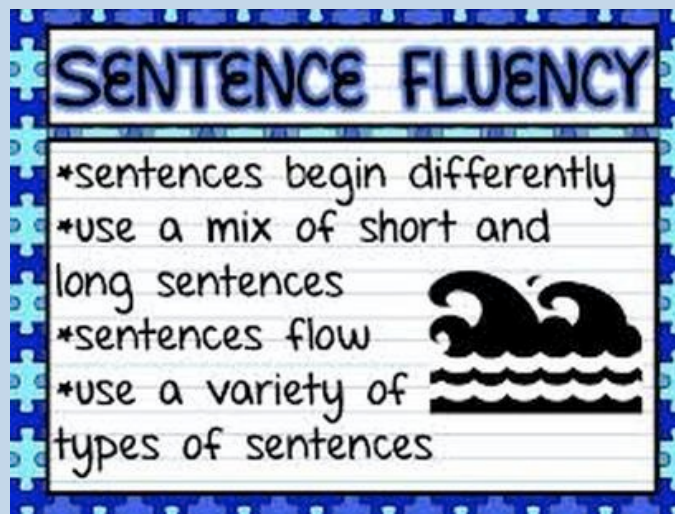 SENTENCE FLUENCY
*sentences begin differently
*use a mix of short and
long sentences
*sentences flow
*use a variety of
types of sentences